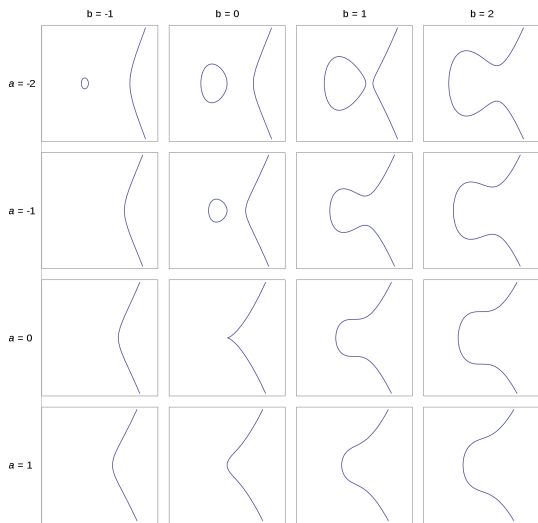 b = -1 b = 0 b = 1 b = 2
a = -2
a = -1
a = 0
a = 1